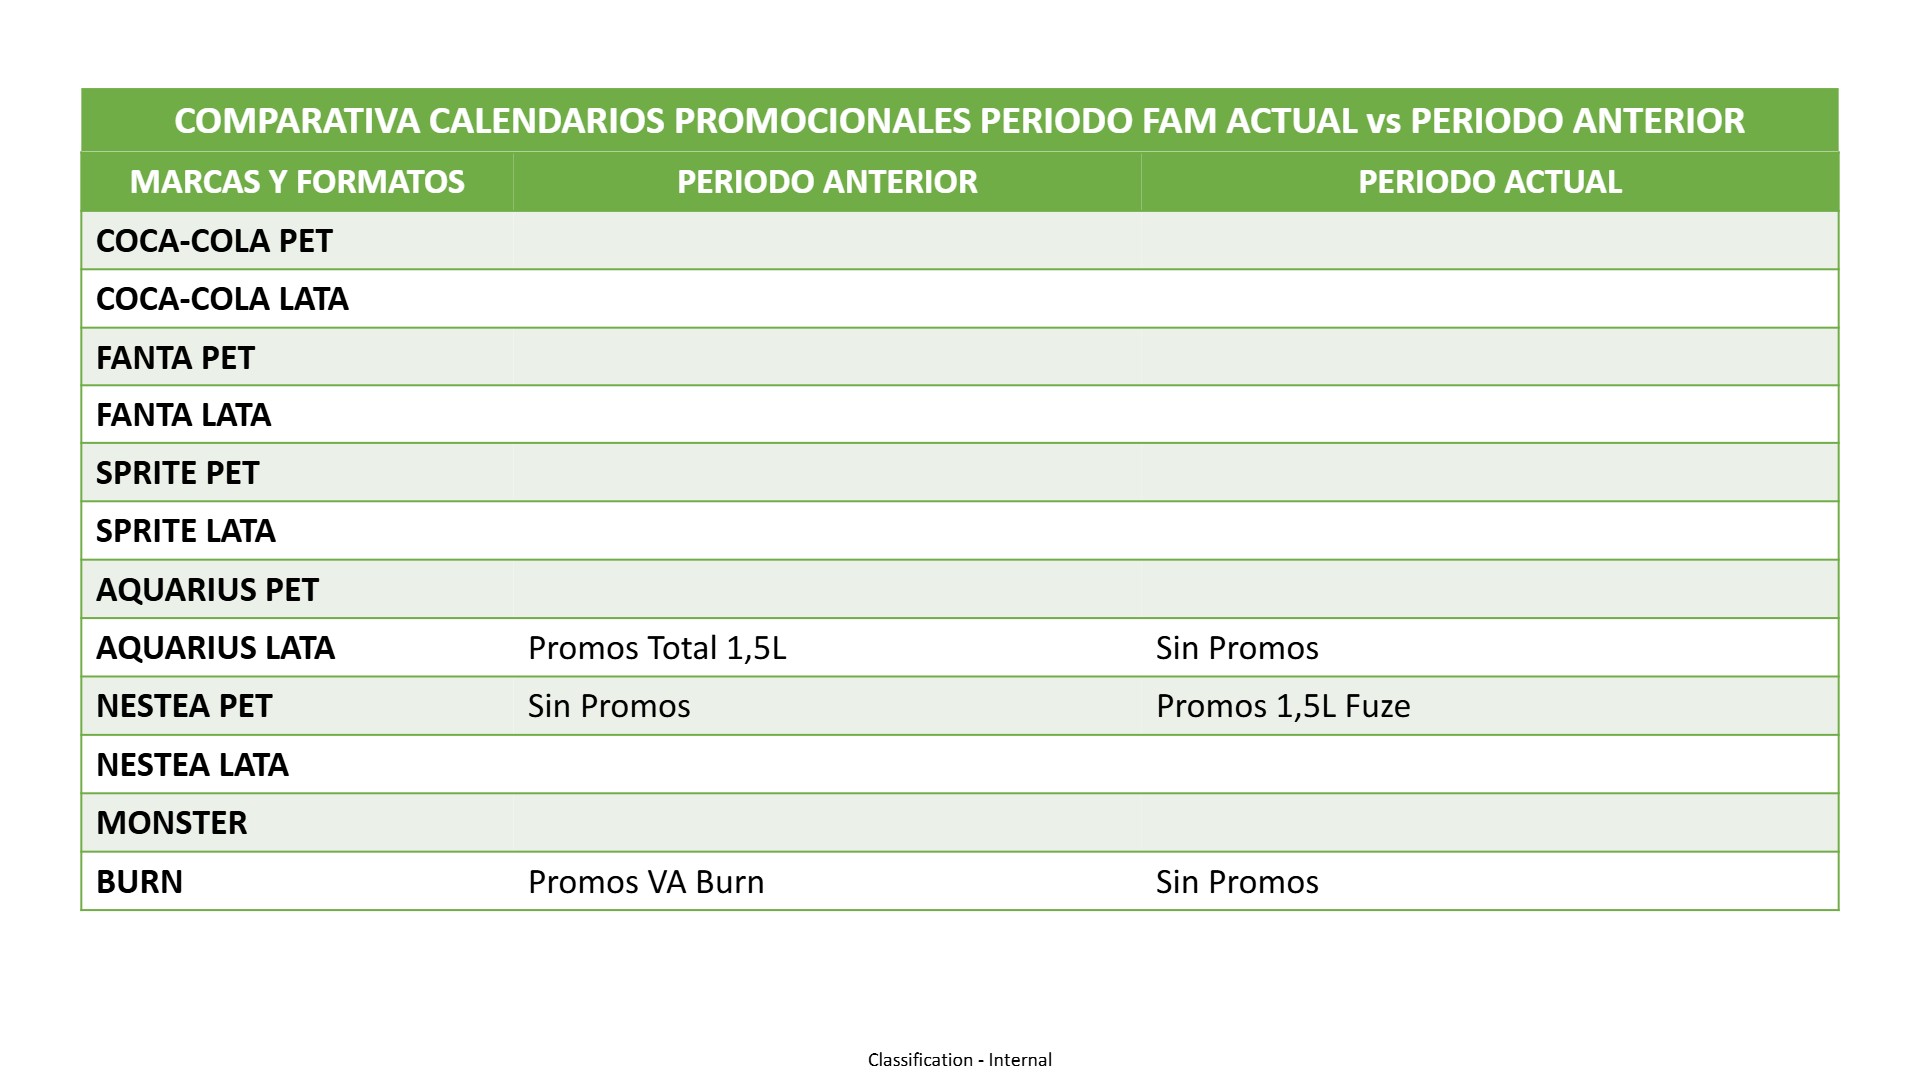 COMPARATIVA CALENDARIOS PROMOCIONALES PERIODO FAM ACTUAL vs PERIODO ANTERIOR
MARCAS Y FORMATOS PERIODO ANTERIOR PERIODO ACTUAL
COCA-COLA PET
COCA-COLA LATA
FANTA PET
FANTA LATA
SPRITE PET
SPRITE LATA
AQUARIUS PET
AQUARIUS LATA Promos Total 1,5L Sin Promos
NESTEA PET Sin Promos Promos 1,5L Fuze
NESTEA LATA
MONSTER
BURN Promos VA Burn Sin Promos
Classification - Internal